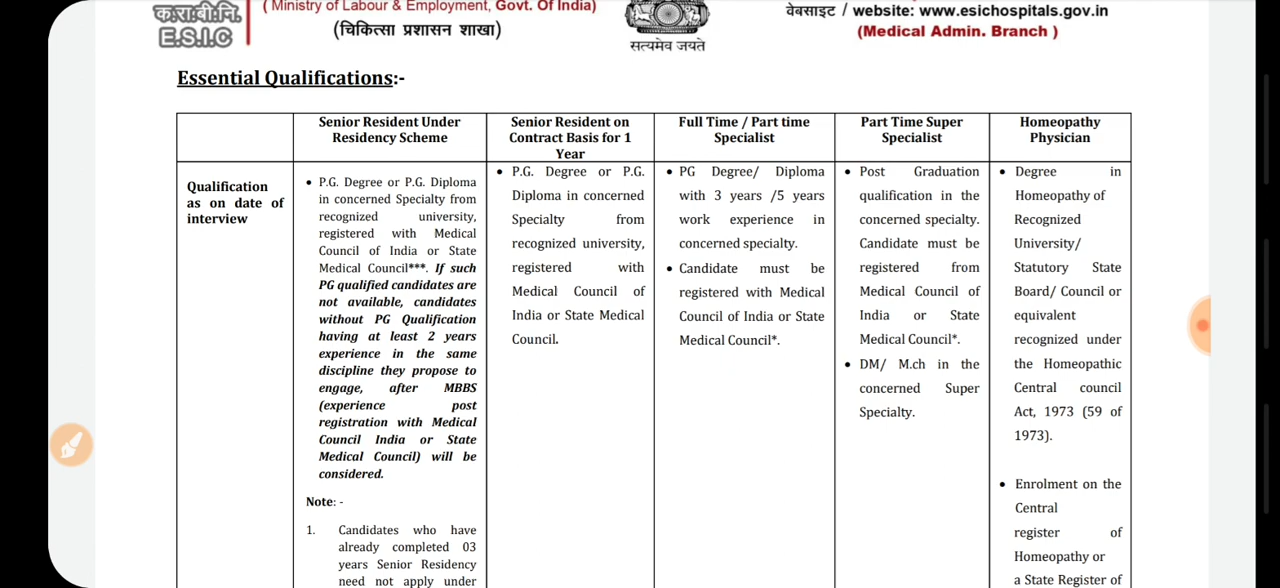 क.रा.बी.नि.
E.S.I.C
( Ministry of Labour & Employment, Govt. Of India)
(चिकित्सा प्रशासन शाखा)
सत्यमेव जयते
वेबसाइट / website: www.esichospitals.gov.in
(Medical Admin. Branch )
Essential Qualifications:-
Senior Resident Under
Residency Scheme
Senior Resident on
Contract Basis for 1
Year
Full Time / Part time
Specialist
Part Time Super
Specialist
Homeopathy
Physician
Qualification
as on date of
interview
• P.G. Degree or P.G. Diploma
in concerned Specialty from
recognized university,
registered with Medical
Council of India or State
Medical Council***. If such
PG qualified candidates are
not available, candidates
without PG Qualification
having at least 2 years
experience in the same
discipline they propose to
engage, after MBBS
(experience post
registration with Medical
Council India or State
Medical Council) will be
considered.
Note: -
1. Candidates who have
already completed 03
years Senior Residency
need not apply under
• P.G. Degree or P.G.
Diploma in concerned
Specialty from
recognized university,
registered with
Medical Council of
India or State Medical
Council.
• PG Degree/ Diploma
with 3 years /5 years
work experience in
concerned specialty.
• Candidate must be
registered with Medical
Council of India or State
Medical Council*.
• Post Graduation
qualification in the
concerned specialty.
Candidate must be
registered from
Medical Council of
India or State
Medical Council*.
• DM/ M.ch in the
concerned Super
Specialty.
• Degree in
Homeopathy of
Recognized
University/
Statutory State
Board/ Council or
equivalent
recognized under
the Homeopathic
Central council
Act, 1973 (59 of
1973).
• Enrolment on the
Central
register of
Homeopathy or
a State Register of